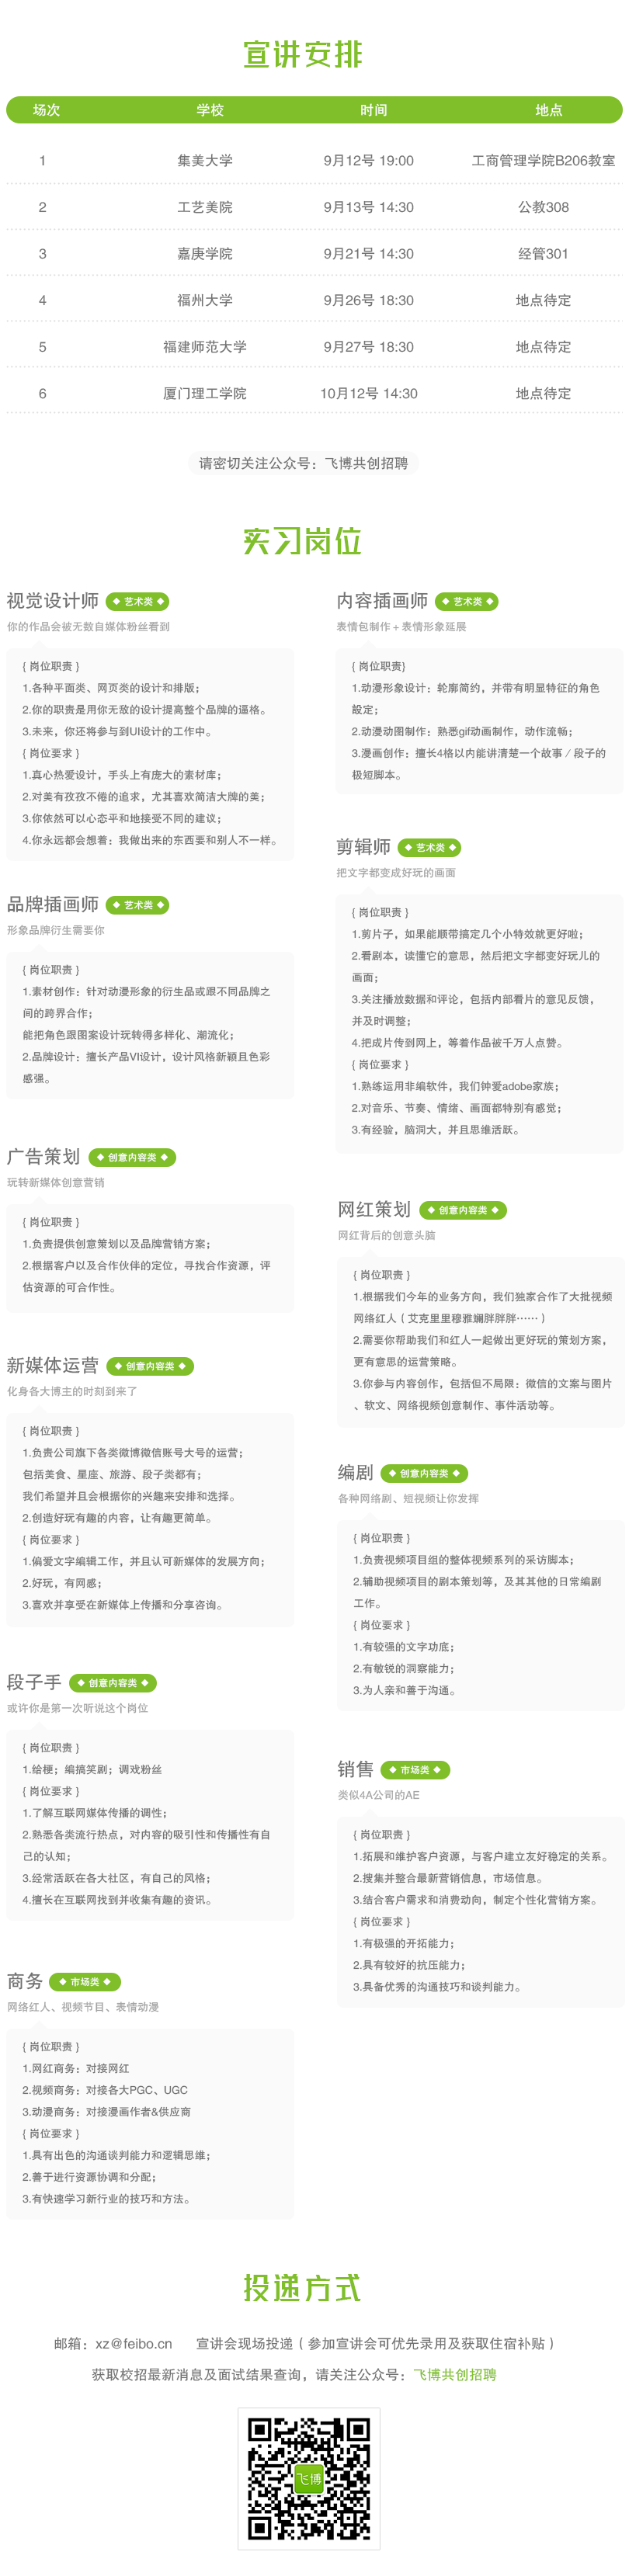 宣讲安排
场次 学校 时间 地点
1 集美大学 9月12号 19:00 工商管理学院B206教室
2 工艺美院 9月13号 14:30 公教308
3 嘉庚学院 9月21号 14:30 经管301
4 福州大学 9月26号 18:30 地点待定
5 福建师范大学 9月27号 18:30 地点待定
6 厦门理工学院 10月12号 14:30 地点待定
请密切关注公众号：飞博共创招聘
实习岗位
视觉设计师 ◆ 艺术类 ◆
你的作品会被无数自媒体粉丝看到
{ 岗位职责 }
1.各种平面类、网页类的设计和排版；
2.你的职责是用你无敌的设计提高整个品牌的逼格。
3.未来，你还将参与到UI设计的工作中。
{ 岗位要求 }
1.真心热爱设计，手头上有庞大的素材库；
2.对美有孜孜不倦的追求，尤其喜欢简洁大牌的美；
3.你依然可以心态平和地接受不同的建议；
4.你永远都会想着：我做出来的东西要和别人不一样。
品牌插画师 ◆ 艺术类 ◆
形象品牌衍生需要你
{ 岗位职责 }
1.素材创作：针对动漫形象的衍生品或跟不同品牌之
间的跨界合作；
能把角色跟图案设计玩转得多样化、潮流化；
2.品牌设计：擅长产品VI设计，设计风格新颖且色彩
感强。
广告策划 ◆ 创意内容类 ◆
玩转新媒体创意营销
{ 岗位职责 }
1.负责提供创意策划以及品牌营销方案；
2.根据客户以及合作伙伴的定位，寻找合作资源，评
估资源的可合作性。
新媒体运营 ◆ 创意内容类 ◆
化身各大博主的时刻到来了
{ 岗位职责 }
1.负责公司旗下各类微博微信账号大号的运营；
包括美食、星座、旅游、段子类都有；
我们希望并且会根据你的兴趣来安排和选择。
2.创造好玩有趣的内容，让有趣更简单。
{ 岗位要求 }
1.偏爱文字编辑工作，并且认可新媒体的发展方向；
2.好玩，有网感；
3.喜欢并享受在新媒体上传播和分享咨询。
段子手 ◆ 创意内容类 ◆
或许你是第一次听说这个岗位
{ 岗位职责 }
1.给梗；编搞笑剧；调戏粉丝
{ 岗位要求 }
1.了解互联网媒体传播的调性；
2.熟悉各类流行热点，对内容的吸引性和传播性有自
己的认知；
3.经常活跃在各大社区，有自己的风格；
4.擅长在互联网找到并收集有趣的资讯。
商务 ◆ 市场类 ◆
网络红人、视频节目、表情动漫
{ 岗位职责 }
1.网红商务：对接网红
2.视频商务：对接各大PGC、UGC
3.动漫商务：对接漫画作者&供应商
{ 岗位要求 }
1.具有出色的沟通谈判能力和逻辑思维；
2.善于进行资源协调和分配；
3.有快速学习新行业的技巧和方法。
内容插画师 ◆ 艺术类 ◆
表情包制作＋表情形象延展
{ 岗位职责}
1.动漫形象设计：轮廓简约，并带有明显特征的角色
設定；
2.动漫动图制作：熟悉gif动画制作，动作流畅；
3.漫画创作：擅长4格以内能讲清楚一个故事／段子的
极短脚本。
剪辑师 ◆ 艺术类 ◆
把文字都变成好玩的画面
{ 岗位职责 }
1.剪片子，如果能顺带搞定几个小特效就更好啦；
2.看剧本，读懂它的意思，然后把文字都变好玩儿的
画面；
3.关注播放数据和评论，包括内部看片的意见反馈，
并及时调整；
4.把成片传到网上，等着作品被千万人点赞。
{ 岗位要求 }
1.熟练运用非编软件，我们钟爱adobe家族；
2.对音乐、节奏、情绪、画面都特别有感觉；
3.有经验，脑洞大，并且思维活跃。
网红策划 ◆ 创意内容类 ◆
网红背后的创意头脑
{ 岗位职责 }
1.根据我们今年的业务方向，我们独家合作了大批视频
网络红人（艾克里里穆雅斓胖胖胖……）
2.需要你帮助我们和红人一起做出更好玩的策划方案，
更有意思的运营策略。
3.你参与内容创作，包括但不局限：微信的文案与图片
、软文、网络视频创意制作、事件活动等。
编剧 ◆ 创意内容类 ◆
各种网络剧、短视频让你发挥
{ 岗位职责 }
1.负责视频项目组的整体视频系列的采访脚本；
2.辅助视频项目的剧本策划等，及其其他的日常编剧
工作。
{ 岗位要求 }
1.有较强的文字功底；
2.有敏锐的洞察能力；
3.为人亲和善于沟通。
销售 ◆ 市场类 ◆
类似4A公司的AE
{ 岗位职责 }
1.拓展和维护客户资源，与客户建立友好稳定的关系。
2.搜集并整合最新营销信息，市场信息。
3.结合客户需求和消费动向，制定个性化营销方案。
{ 岗位要求 }
1.有极强的开拓能力；
2.具有较好的抗压能力；
3.具备优秀的沟通技巧和谈判能力。
投递方式
邮箱：xz@feibo.cn 宣讲会现场投递（参加宣讲会可优先录用及获取住宿补贴）
获取校招最新消息及面试结果查询，请关注公众号：飞博共创招聘
飞博